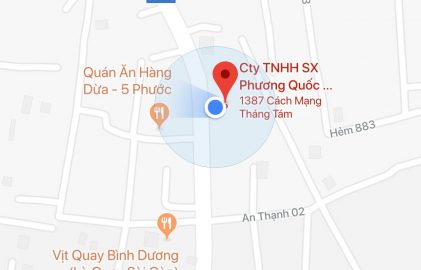 Quán Ăn Hàng
Dừa - 5 Phước
Cty TNHH SX
Phương Quốc ...
1387 Cách Mạng
Tháng Tám
Hẻm 883
An Thạnh 02
Vịt Quay Bình Dương